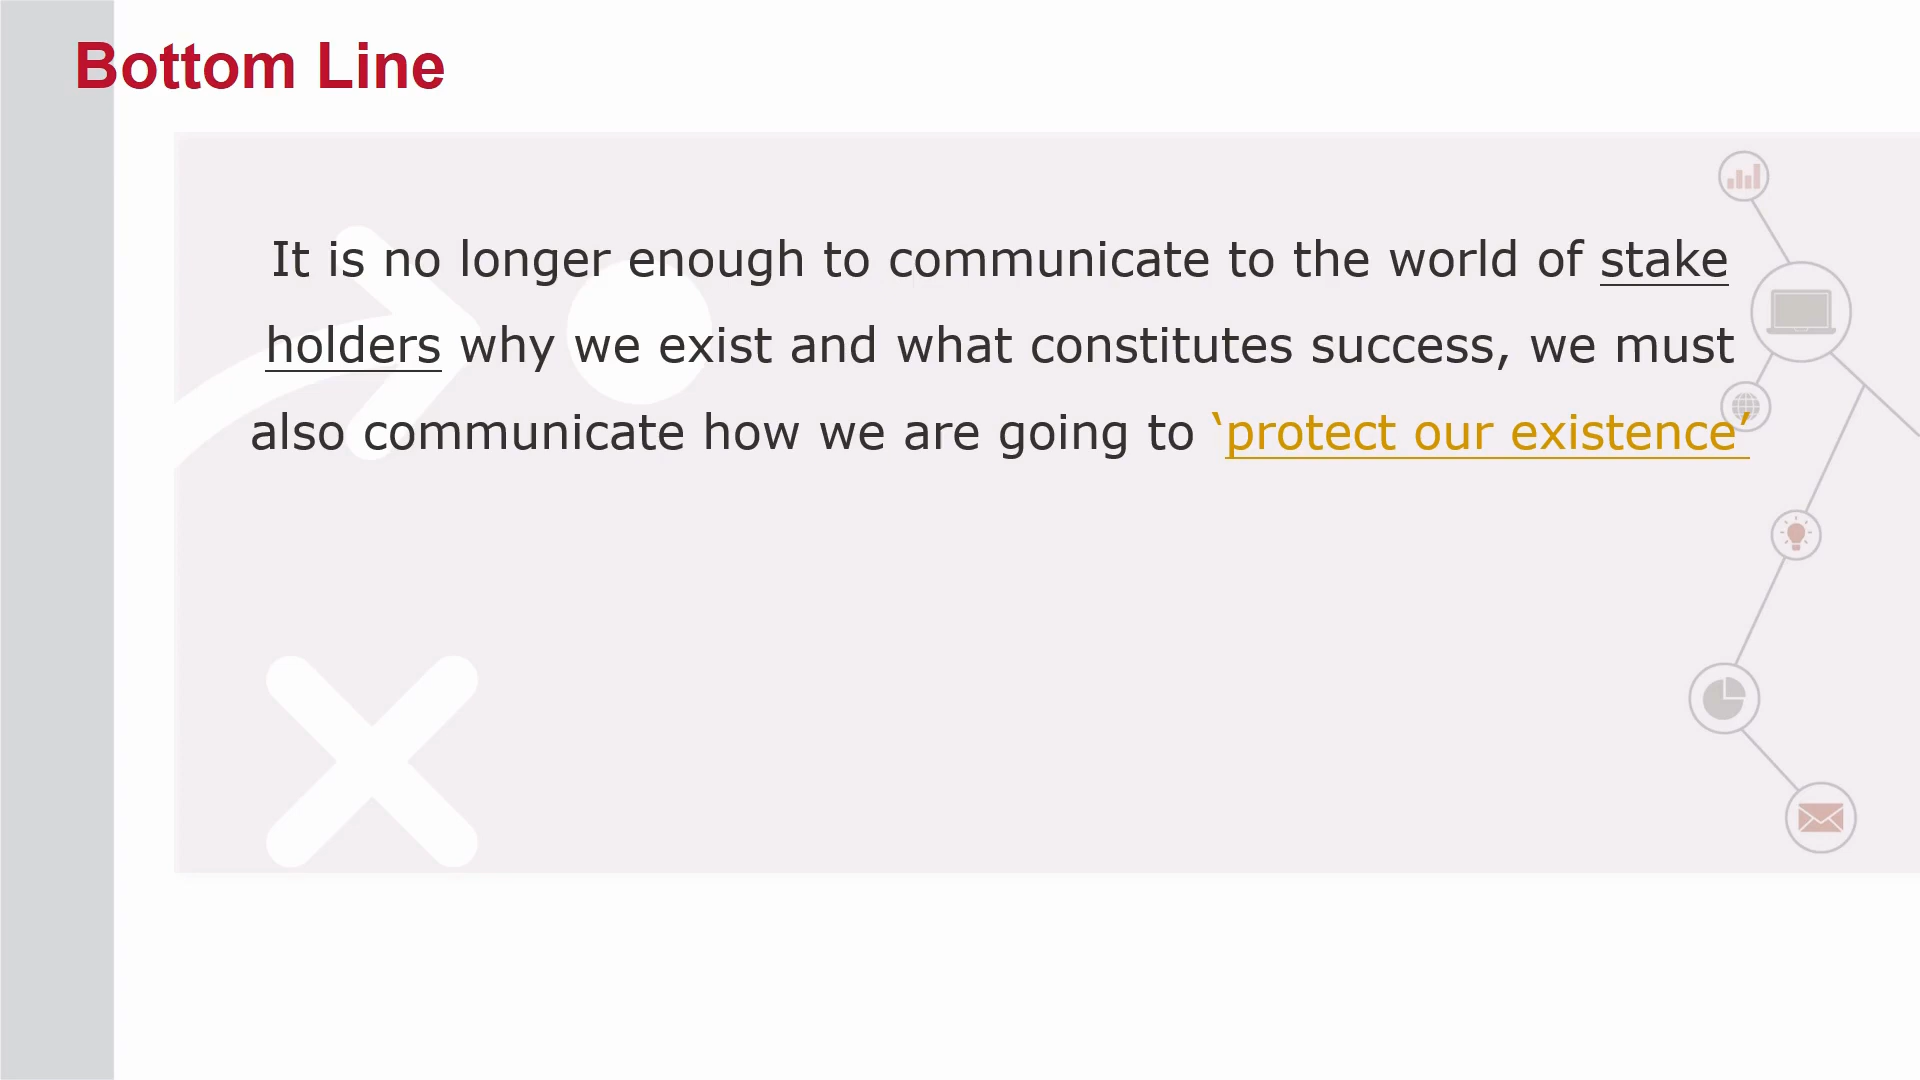 Bottom Line
It is no longer enough to communicate to the world of stake
holders why we exist and what constitutes success, we must
also communicate how we are going to ‘protect our existence’